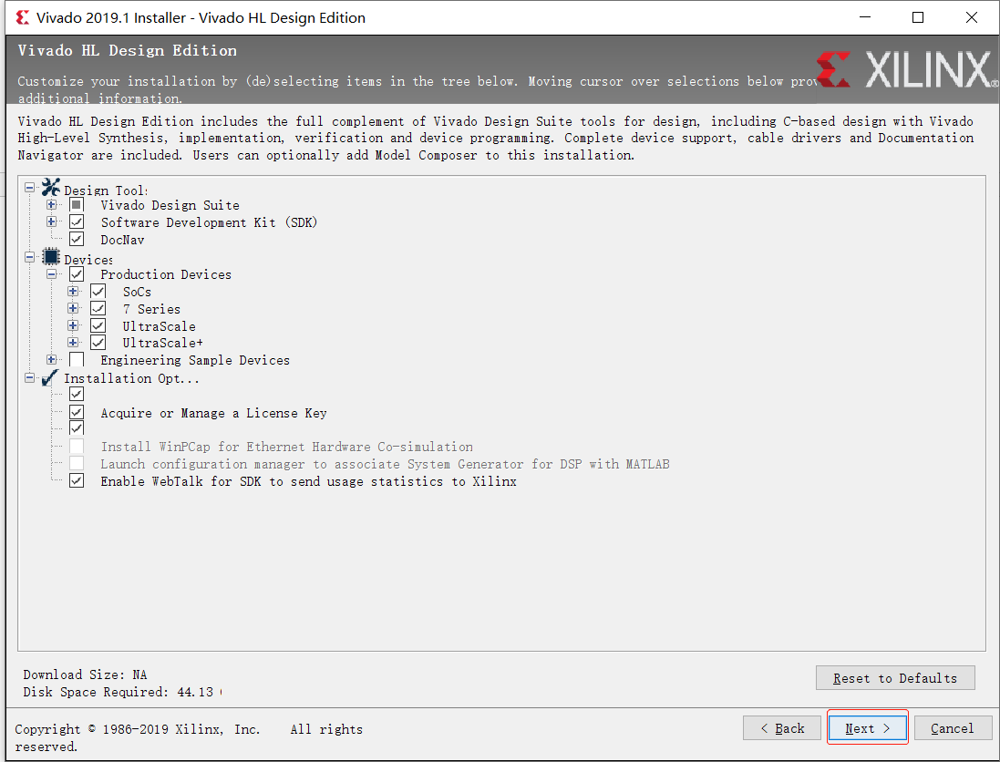 Vivado 2019.1 Installer - Vivado HL Design Edition
Vivado HL Design Edition
Customize your installation by (de)selecting items in the tree below. Moving cursor over selections below prov
additional information.
XILINX®
Vivado HL Design Edition includes the full complement of Vivado Design Suite tools for design, including C-based design with Vivado
High-Level Synthesis, implementation, verification and device programming. Complete device support, cable drivers and Documentation
Navigator are included. Users can optionally add Model Composer to this installation.
Design Tool
Vivado Design Suite
Software Development Kit (SDK)
DocNav
Devices
Production Devices
SoCs
7 Series
UltraScale
UltraScale+
Engineering Sample Devices
Installation Opt...
Acquire or Manage a License Key
Install WinPCap for Ethernet Hardware Co-simulation
Launch configuration manager to associate System Generator for DSP with MATLAB
Enable WebTalk for SDK to send usage statistics to Xilinx
Download Size: NA
Disk Space Required: 44.13
Reset to Defaults
Copyright © 1986-2019 Xilinx, Inc. All rights
reserved.
< Back
Next >
Cancel